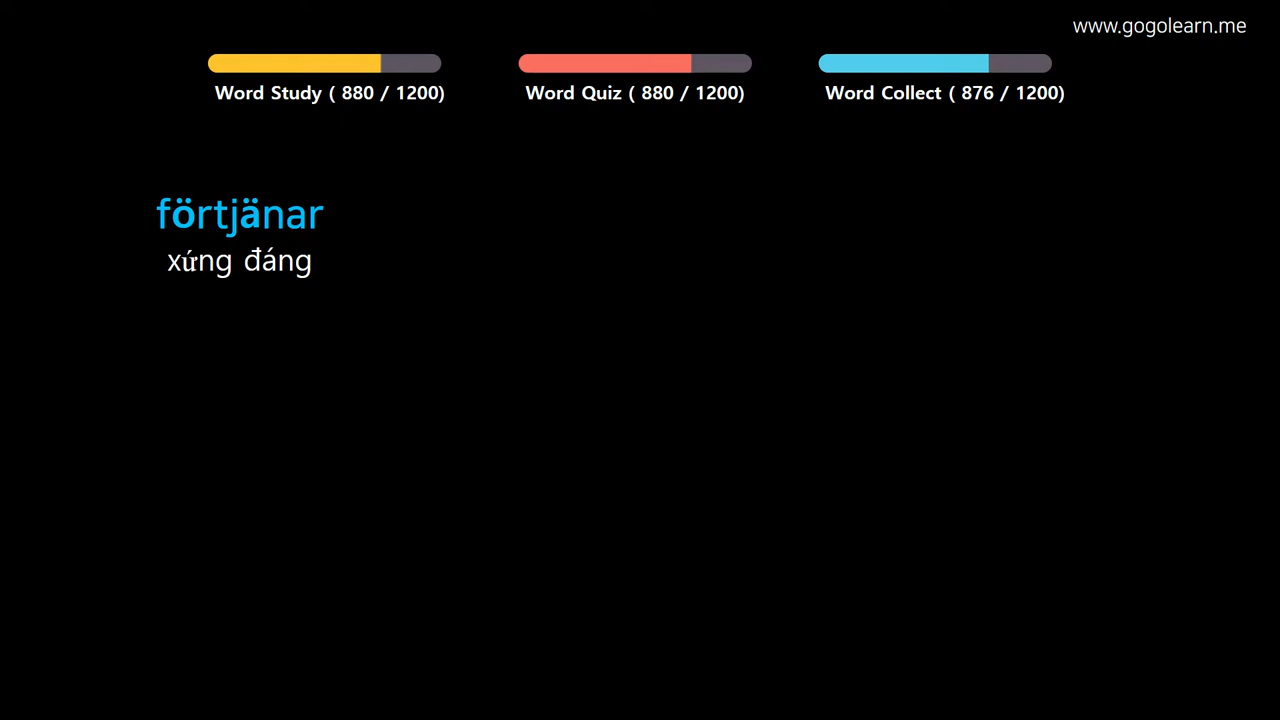 www.gogolearn.me
Word Study ( 880 / 1200)
Word Quiz ( 880 / 1200)
Word Collect ( 876 / 1200)
förtjänar
xứng đáng